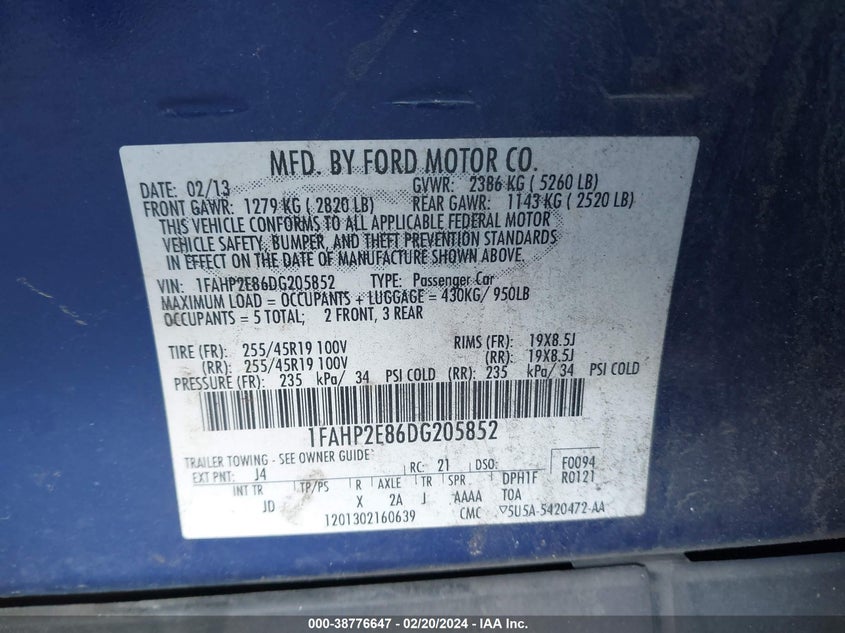 MFD. BY FORD MOTOR CO.
DATE: 02/13 GVWR: 2386 KG ( 5260 LB)
FRONT GAWR: 1279 KG ( 2820 LB) REAR GAWR: 1143 KG ( 2520 LB)
THIS VEHICLE CONFORMS TO ALL APPLICABLE FEDERAL MOTOR
VEHICLE SAFETY, BUMPER, AND THEFT PREVENTION STANDARDS
IN EFFECT ON THE DATE OF MANUFACTURE SHOWN ABOVE.
VIN: 1FAHP2E86DG205852 TYPE: Passenger Car
MAXIMUM LOAD = OCCUPANTS + LUGGAGE = 430KG/ 950LB
OCCUPANTS = 5 TOTAL; 2 FRONT, 3 REAR
TIRE (FR): 255/45R19 100V RIMS (FR): 19X8.5J
(RR): 255/45R19 100V (RR): 19X8.5J
PRESSURE (FR): 235 kPa/ 34 PSI COLD (RR): 235 kPa/ 34 PSI COLD
1FAHP2E86DG205852
TRAILER TOWING - SEE OWNER GUIDE
EXT PNT: J4 RC: 21 DSO: F0094
INT TR TP/PS R AXLE TR SPR DPH1F R0121
JD X 2A J AAAA TOA
1201302160639 CMC 5U5A-5420472-AA
000-38776647 - 02/20/2024 - IAA Inc.